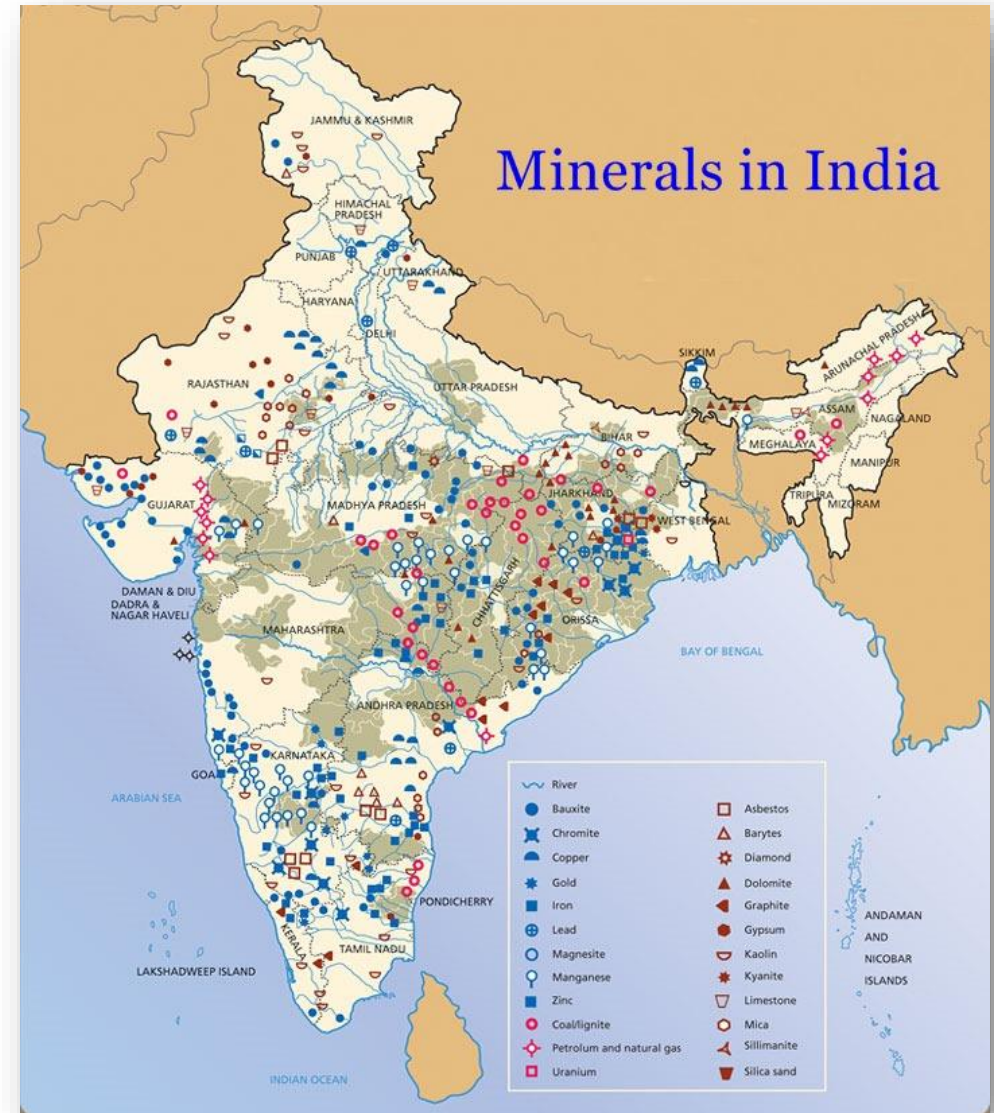 Minerals in India
JAMMU & KASHMIR
HIMACHAL
PRADESH
PUNJAB
UTTARAKHAND
HARYANA
DELHI
RAJASTHAN
UTTAR PRADESH
SIKKIM
ARUNACHAL PRADESH
ASSAM
NAGALAND
MEGHALAYA
MANIPUR
BIHAR
TRIPURA
MIZORAM
GUJARAT
MADHYA PRADESH
JHARKHAND
WEST BENGAL
CHHATTISGARH
DAMAN & DIU
DADRA &
NAGAR HAVELI
MAHARASHTRA
ORISSA
BAY OF BENGAL
ANDHRA PRADESH
KARNATAKA
GOA
ARABIAN SEA
PONDICHERRY
KERALA
TAMIL NADU
LAKSHADWEEP ISLAND
INDIAN OCEAN
ANDAMAN
AND
NICOBAR
ISLANDS
River
Bauxite
Chromite
Copper
Gold
Iron
Lead
Magnesite
Manganese
Zinc
Coal/lignite
Petrolum and natural gas
Uranium
Asbestos
Barytes
Diamond
Dolomite
Graphite
Gypsum
Kaolin
Kyanite
Limestone
Mica
Sillimanite
Silica sand